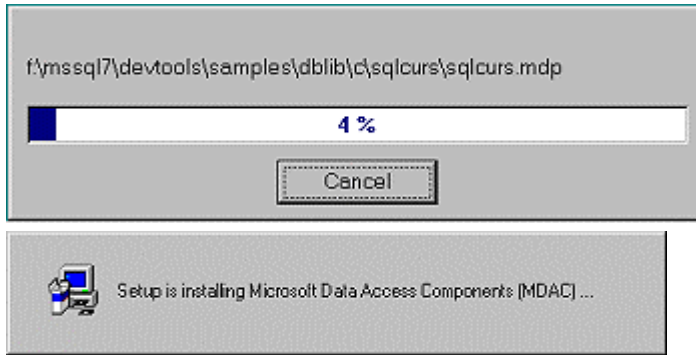 f:\mssql7\devtools\samples\dblib\c\sqlcurs\sqlcurs.mdp
4 %
Cancel
Setup is installing Microsoft Data Access Components (MDAC) ...